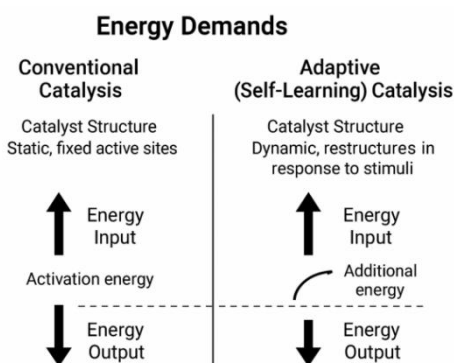 Energy Demands
Conventional
Catalysis
Catalyst Structure
Static, fixed active sites
Energy
Input
Activation energy
Energy
Output
Adaptive
(Self-Learning) Catalysis
Catalyst Structure
Dynamic, restructures in
response to stimuli
Energy
Input
Additional
energy
Energy
Output